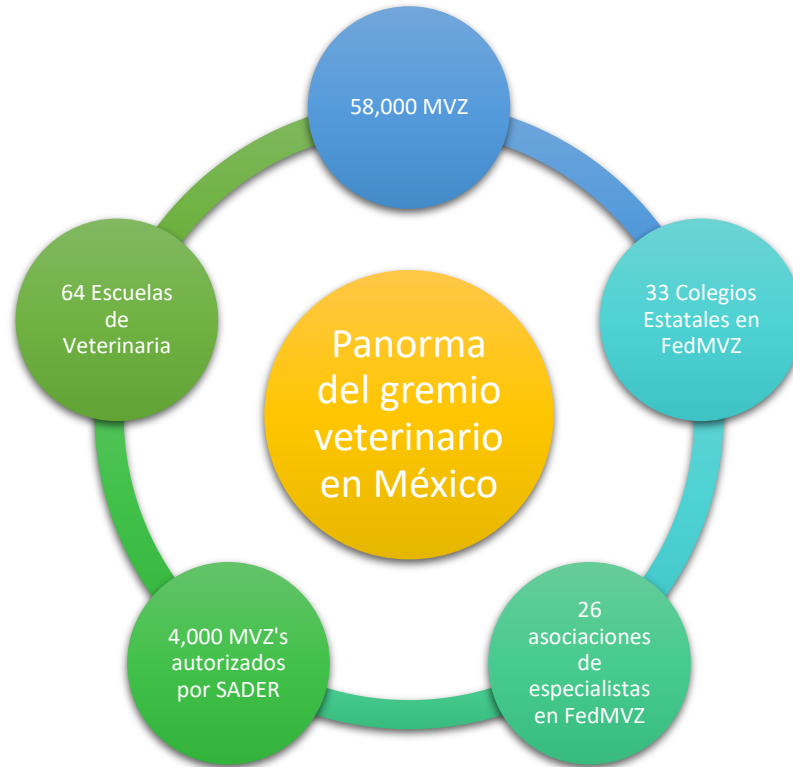 58,000 MVZ
33 Colegios
Estatales en
FedMVZ
26
asociaciones
de
especialistas
en FedMVZ
4,000 MVZ's
autorizados
por SADER
64 Escuelas
de
Veterinaria
Panorma
del gremio
veterinario
en México